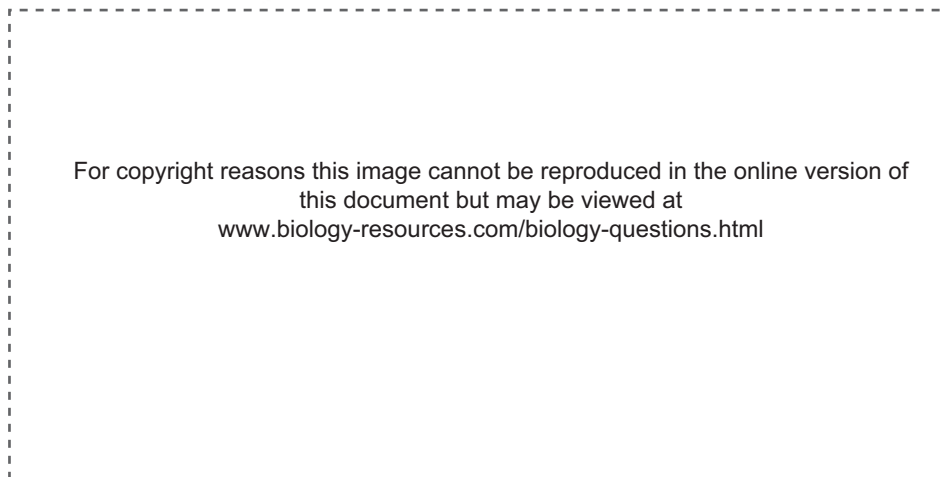 For copyright reasons this image cannot be reproduced in the online version of
this document but may be viewed at
www.biology-resources.com/biology-questions.html